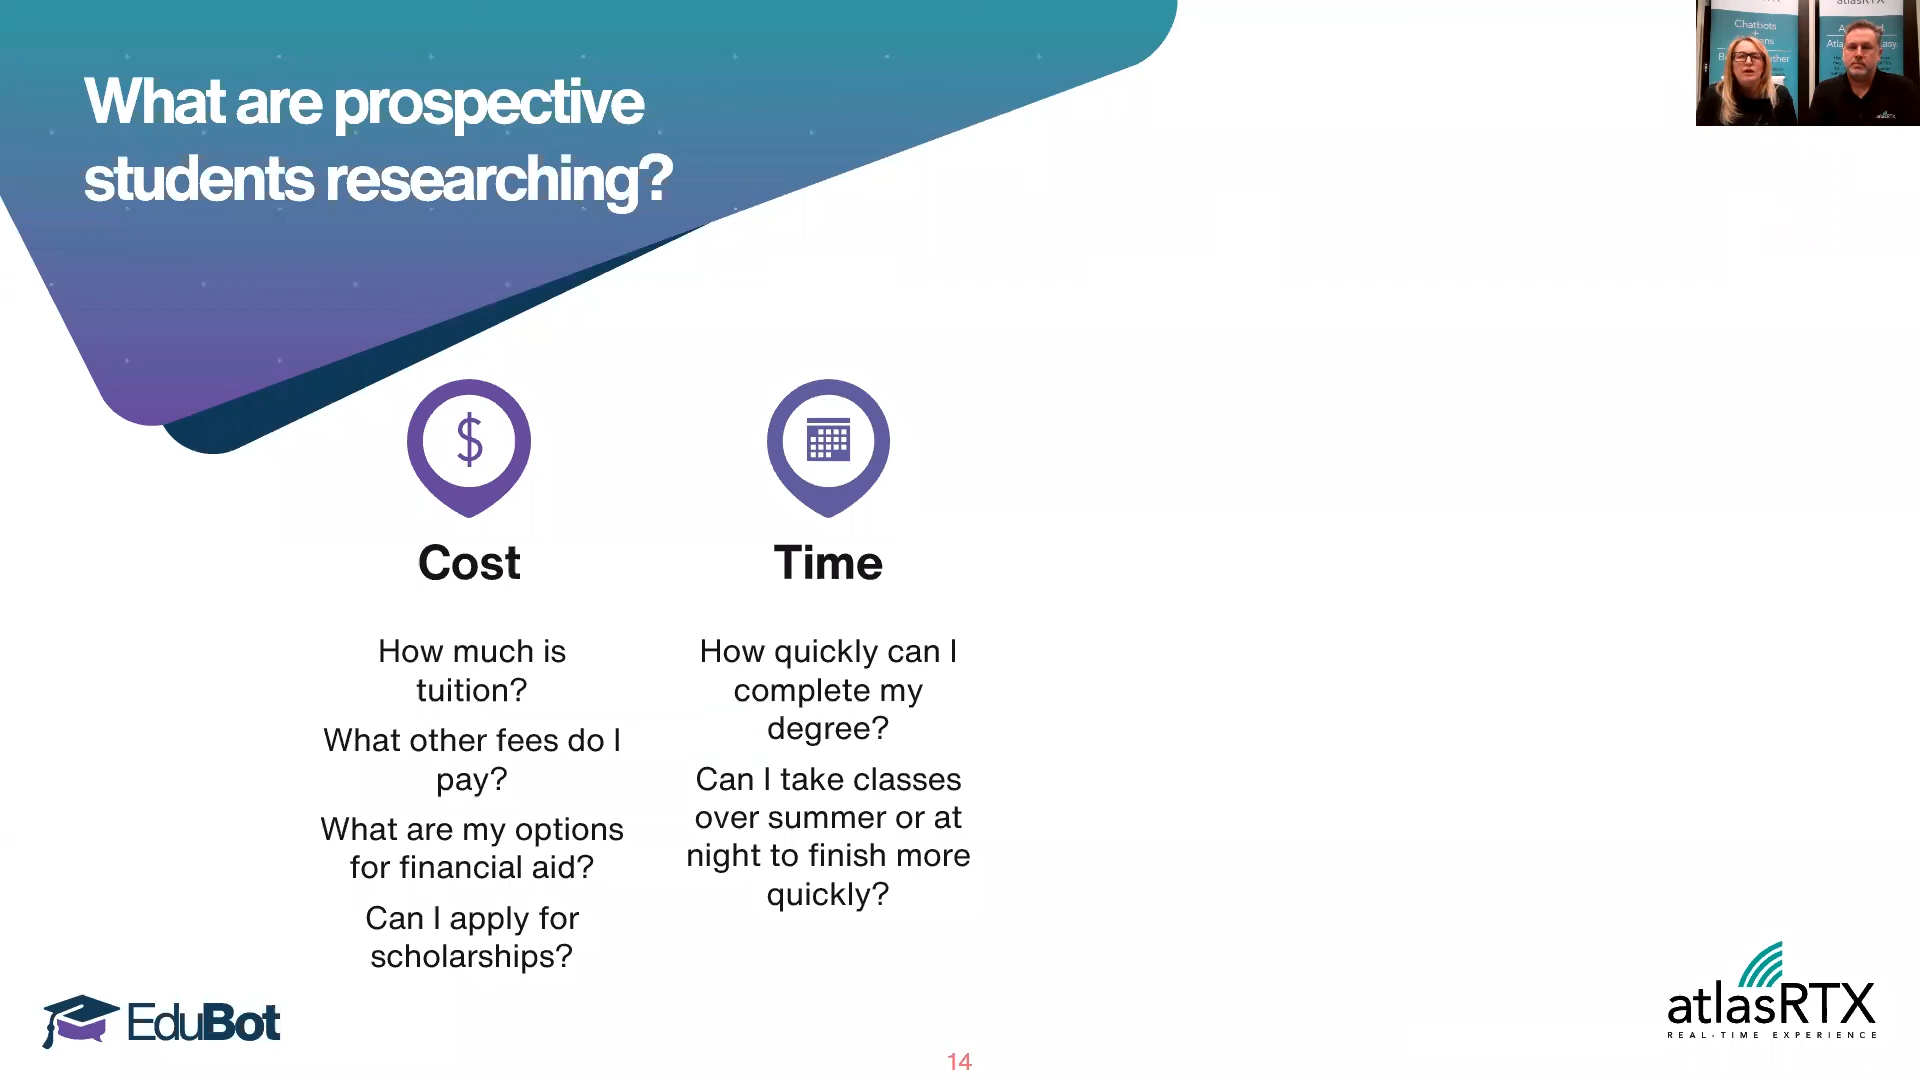 What are prospective
students researching?
atlasRTX
Chatbots
+
$
Cost
How much is
tuition?
What other fees do I
pay?
What are my options
for financial aid?
Can I apply for
scholarships?
Time
How quickly can I
complete my
degree?
Can I take classes
over summer or at
night to finish more
quickly?
EduBot
atlasRTX
REAL-TIME EXPERIENCE
14